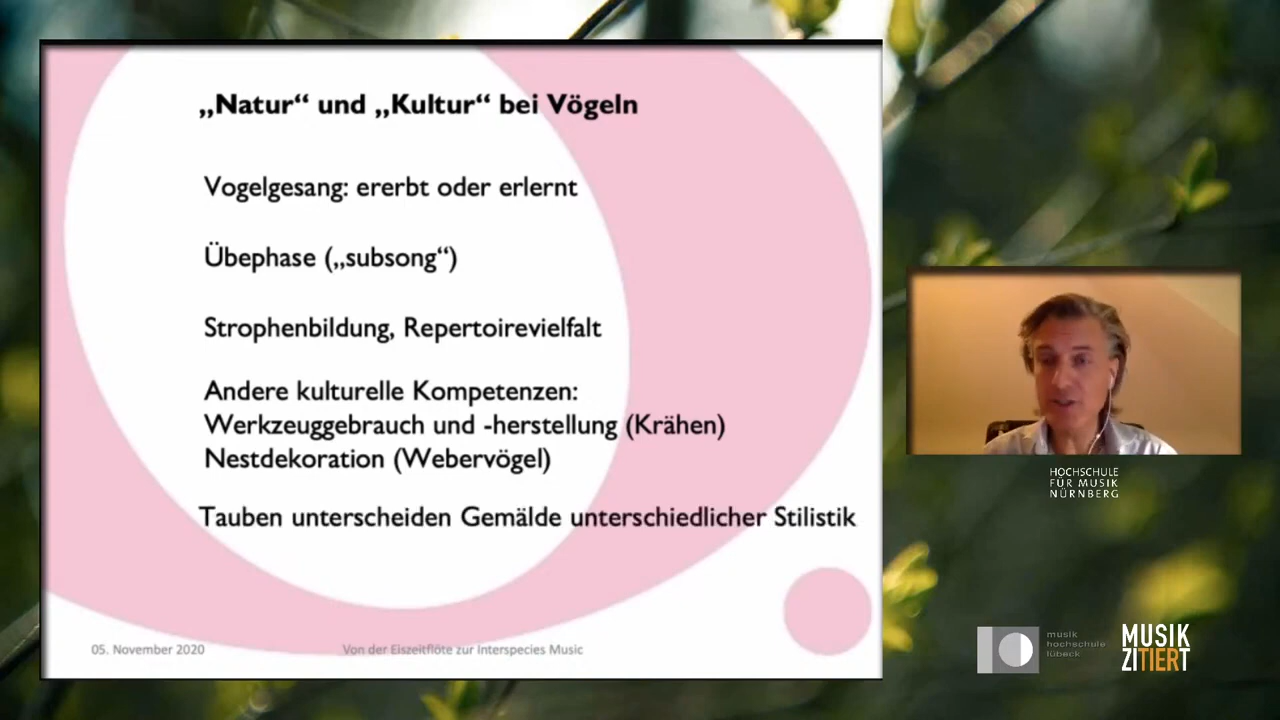 „Natur“ und „Kultur“ bei Vögeln
Vogelgesang: ererbt oder erlernt
Übephase („subsong“)
Strophenbildung, Repertoirevielfalt
Andere kulturelle Kompetenzen:
Werkzeuggebrauch und -herstellung (Krähen)
Nestdekoration (Webervögel)
Tauben unterscheiden Gemälde unterschiedlicher Stilistik
05. November 2020
Von der Eiszeitflöte zur Interspecies Music
HOCHSCHULE
FÜR MUSIK
NÜRNBERG
musik
hochschule
lübeck
MUSIK
ZITIERT